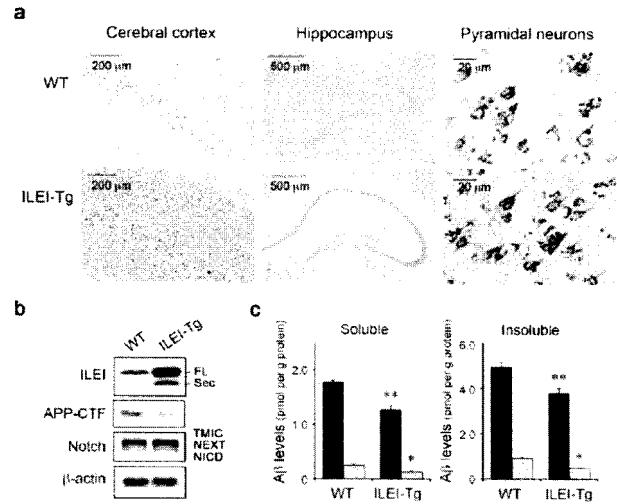 a
Cerebral cortex Hippocampus Pyramidal neurons
WT 200 μm 500 μm 20 μm
ILEI-Tg 200 μm 500 μm 20 μm
b
WT ILEI-Tg
ILEI FL
Sec
APP-CTF
Notch TMIC
NEXT
NICD
β-actin
c
Soluble
Aβ levels (pmol per g protein)
3.0
2.0
1.0
0
** *
WT ILEI-Tg
Insoluble
Aβ levels (pmol per g protein)
6.0
4.0
2.0
0
** *
WT ILEI-Tg